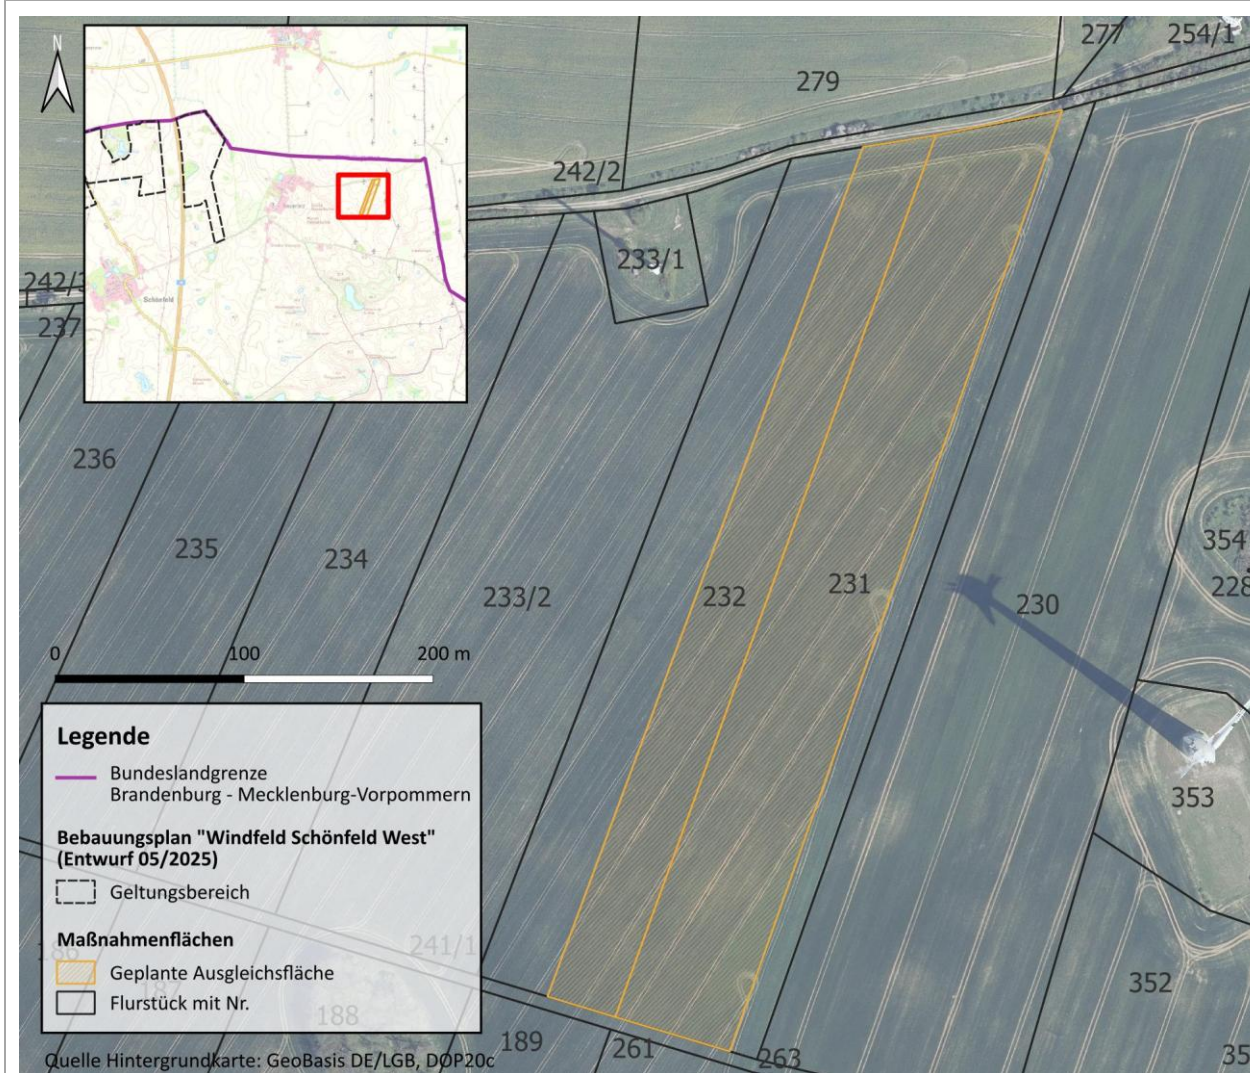 N
Schönfeld
277
254/1
279
242/2
233/1
242/3
237
236
235
234
233/2
232
231
230
354
228
353
352
35
0
100
200 m
Legende
Bundeslandgrenze
Brandenburg - Mecklenburg-Vorpommern
Bebauungsplan "Windfeld Schönfeld West"
(Entwurf 05/2025)
Geltungsbereich
Maßnahmenflächen
Geplante Ausgleichsfläche
Flurstück mit Nr.
186
187
241/1
188
189
261
263
Quelle Hintergrundkarte: GeoBasis DE/LGB, DOP20c